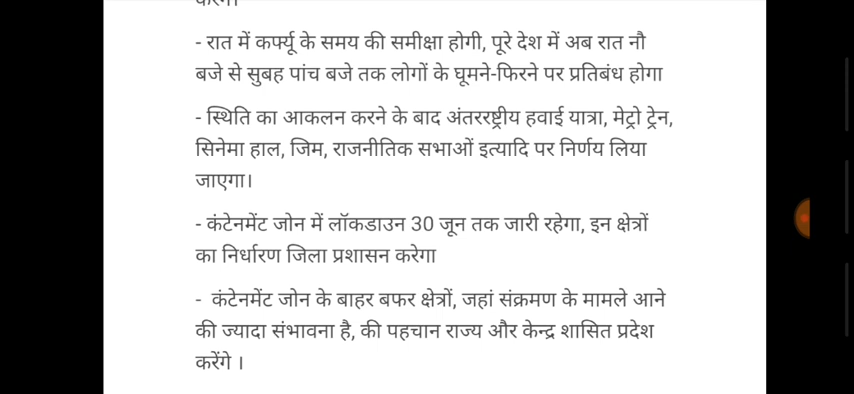 करेंगे।
- रात में कर्फ्यू के समय की समीक्षा होगी, पूरे देश में अब रात नौ
बजे से सुबह पांच बजे तक लोगों के घूमने-फिरने पर प्रतिबंध होगा
- स्थिति का आकलन करने के बाद अंतरराष्ट्रीय हवाई यात्रा, मेट्रो ट्रेन,
सिनेमा हाल, जिम, राजनीतिक सभाओं इत्यादि पर निर्णय लिया
जाएगा।
- कंटेनमेंट जोन में लॉकडाउन 30 जून तक जारी रहेगा, इन क्षेत्रों
का निर्धारण जिला प्रशासन करेगा
- कंटेनमेंट जोन के बाहर बफर क्षेत्रों, जहां संक्रमण के मामले आने
की ज्यादा संभावना है, की पहचान राज्य और केन्द्र शासित प्रदेश
करेंगे ।